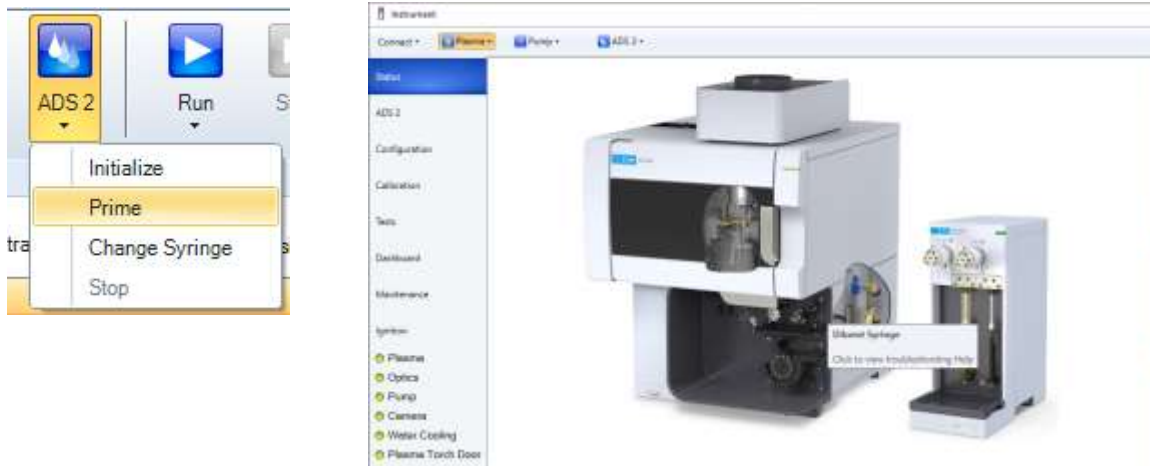 ADS 2
Run
Initialize
Prime
Change Syringe
Stop
tra
Instrument
Connect
Plasma
Pump
ADS 2
Status
ADS 2
Configuration
Calibration
Tests
Dashboard
Maintenance
Ignition
Plasma
Optics
Pump
Camera
Water Cooling
Plasma Torch Door
Diluent Syringe
Click to view troubleshooting Help